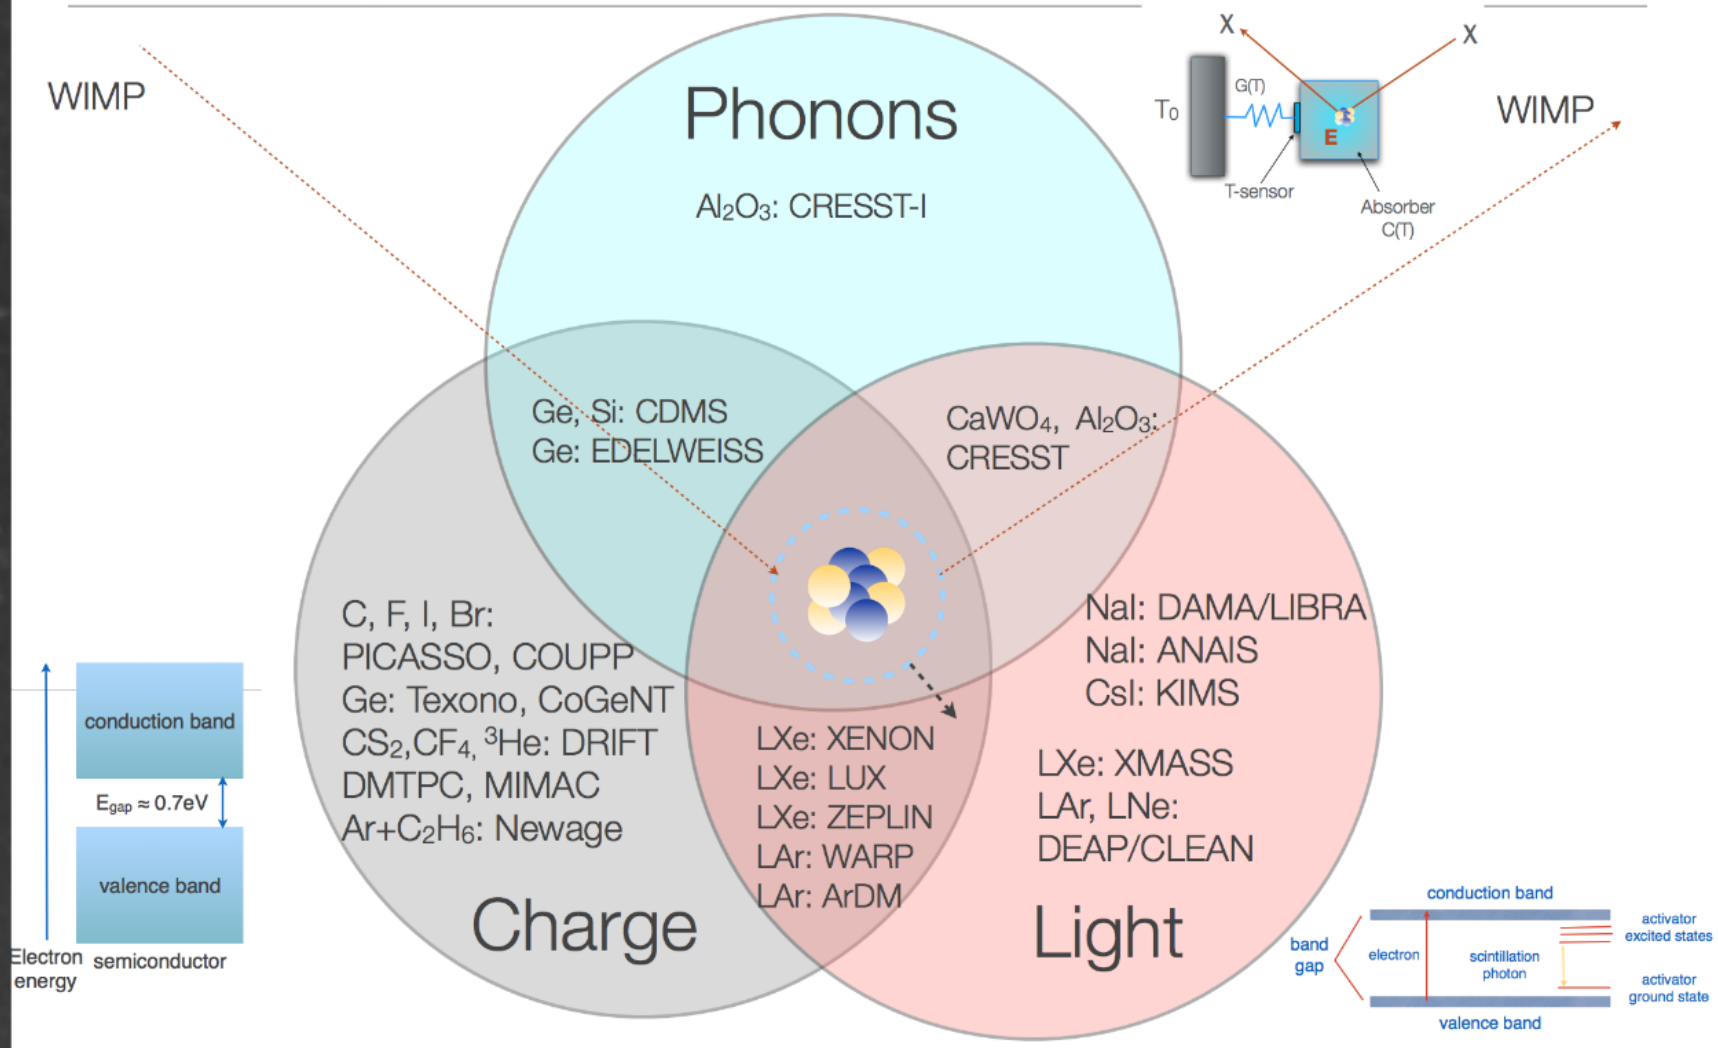 WIMP
Phonons
Al₂O₃: CRESST-I
X
X
T₀
G(T)
E
T-sensor
Absorber
C(T)
WIMP
Ge, Si: CDMS
Ge: EDELWEISS
CaWO₄, Al₂O₃:
CRESST
C, F, I, Br:
PICASSO, COUPP
Ge: Texono, CoGeNT
CS₂,CF₄, ³He: DRIFT
DMTPC, MIMAC
Ar+C₂H₆: Newage
Charge
LXe: XENON
LXe: LUX
LXe: ZEPLIN
LAr: WARP
LAr: ArDM
NaI: DAMA/LIBRA
NaI: ANAIS
CsI: KIMS
LXe: XMASS
LAr, LNe:
DEAP/CLEAN
Light
conduction band
E_gap ≈ 0.7eV
valence band
Electron
energy
semiconductor
conduction band
band
gap
electron
scintillation
photon
activator
excited states
activator
ground state
valence band